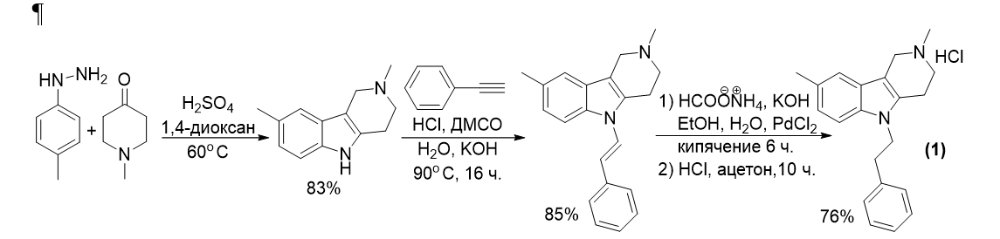 ¶
HN
NH2
O
N
H2SO4
1,4-диоксан
60°C
N
N
H
83%
HCl, ДМСО
H2O, KOH
90°C, 16 ч.
N
N
85%
1) HCOO⊖⊕NH4, KOH
EtOH, H2O, PdCl2
кипячение 6 ч.
2) HCl, ацетон,10 ч.
N
HCl
N
(1)
76%